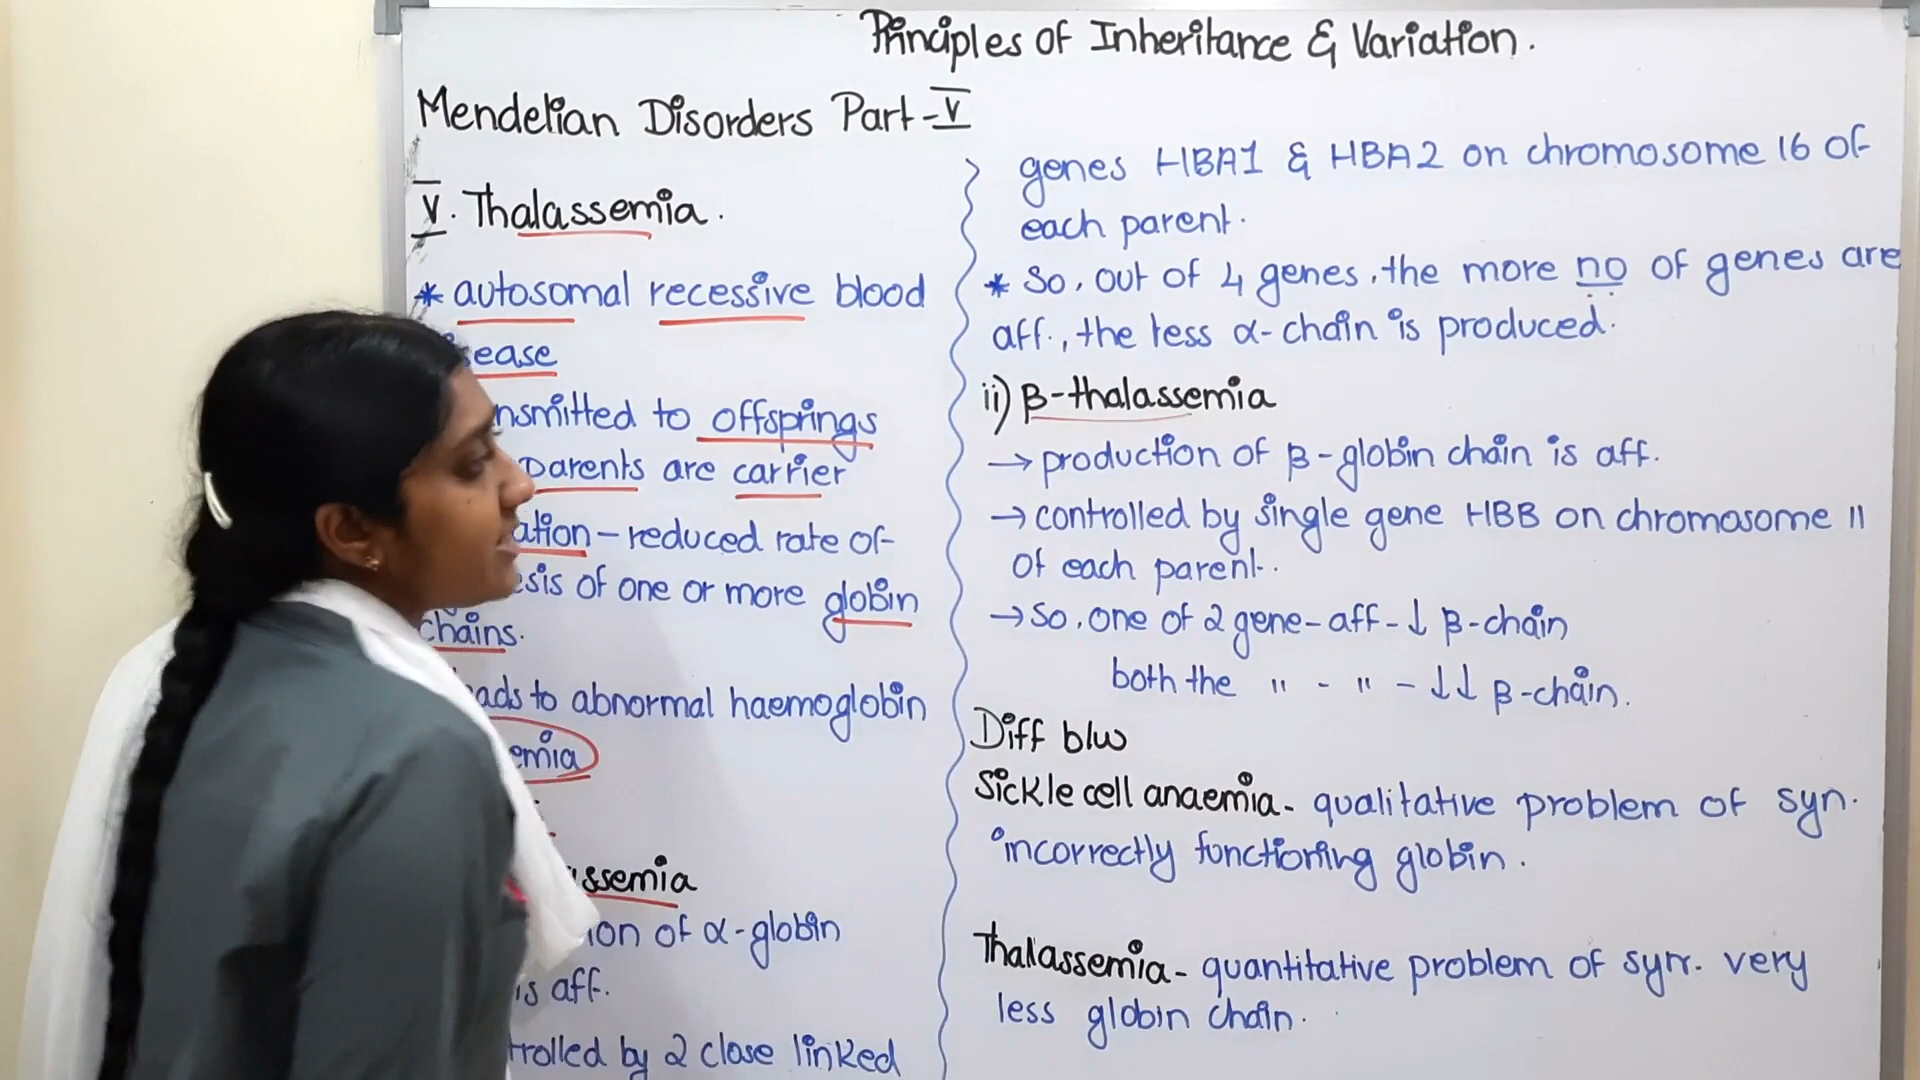 Principles of Inheritance & Variation.
Mendelian Disorders Part-V
V. Thalassemia.
* autosomal recessive blood
sease
nsmitted to offsprings
parents are carrier
ation – reduced rate of
sis of one or more globin
chains.
ads to abnormal haemoglobin
emia
ssemia
ion of α-globin
is aff.
trolled by 2 close linked
genes HBA1 & HBA2 on chromosome 16 of
each parent.
* So, out of 4 genes, the more no of genes are
aff., the less α-chain is produced.
ii) β-thalassemia
→ production of β-globin chain is aff.
→ controlled by single gene HBB on chromosome 11
of each parent.
→ So, one of 2 gene - aff - ↓ β-chain
both the " - " - ↓↓ β-chain.
Diff b/w
Sickle cell anaemia - qualitative problem of syn.
incorrectly functioning globin.
Thalassemia - quantitative problem of syn. very
less globin chain.